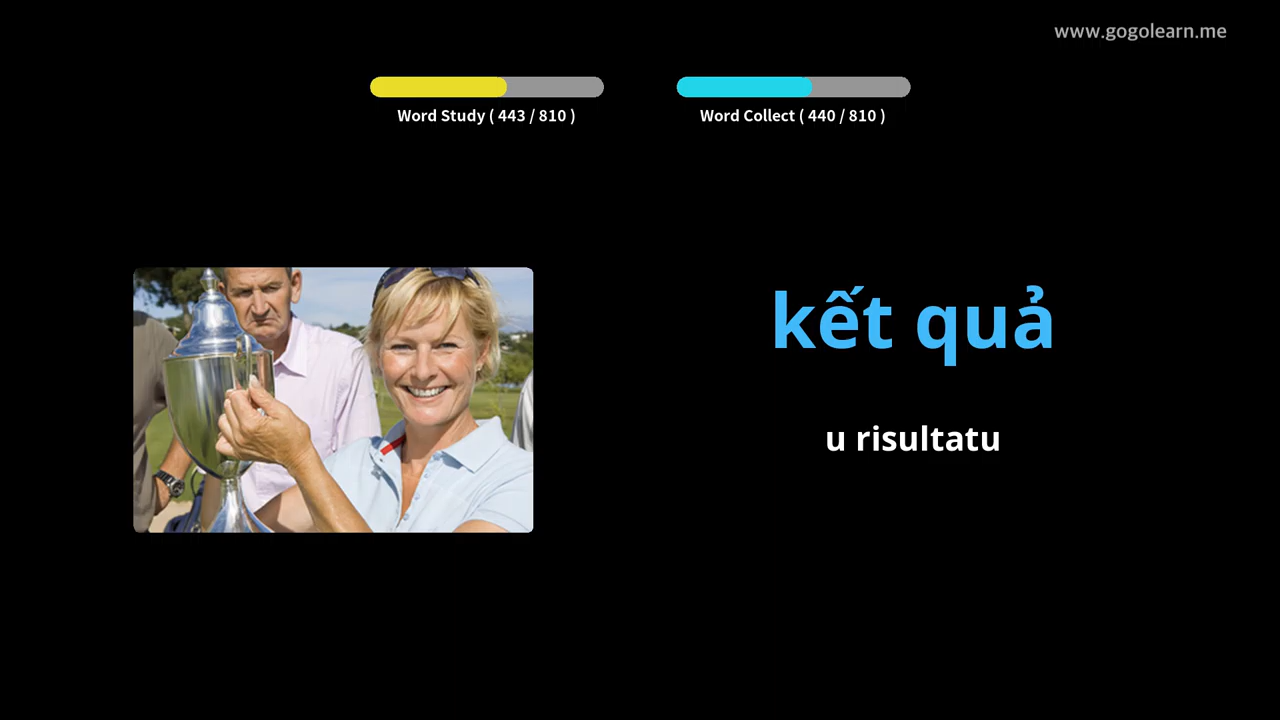 www.gogolearn.me
Word Study ( 443 / 810 )
Word Collect ( 440 / 810 )
kết quả
u risultatu